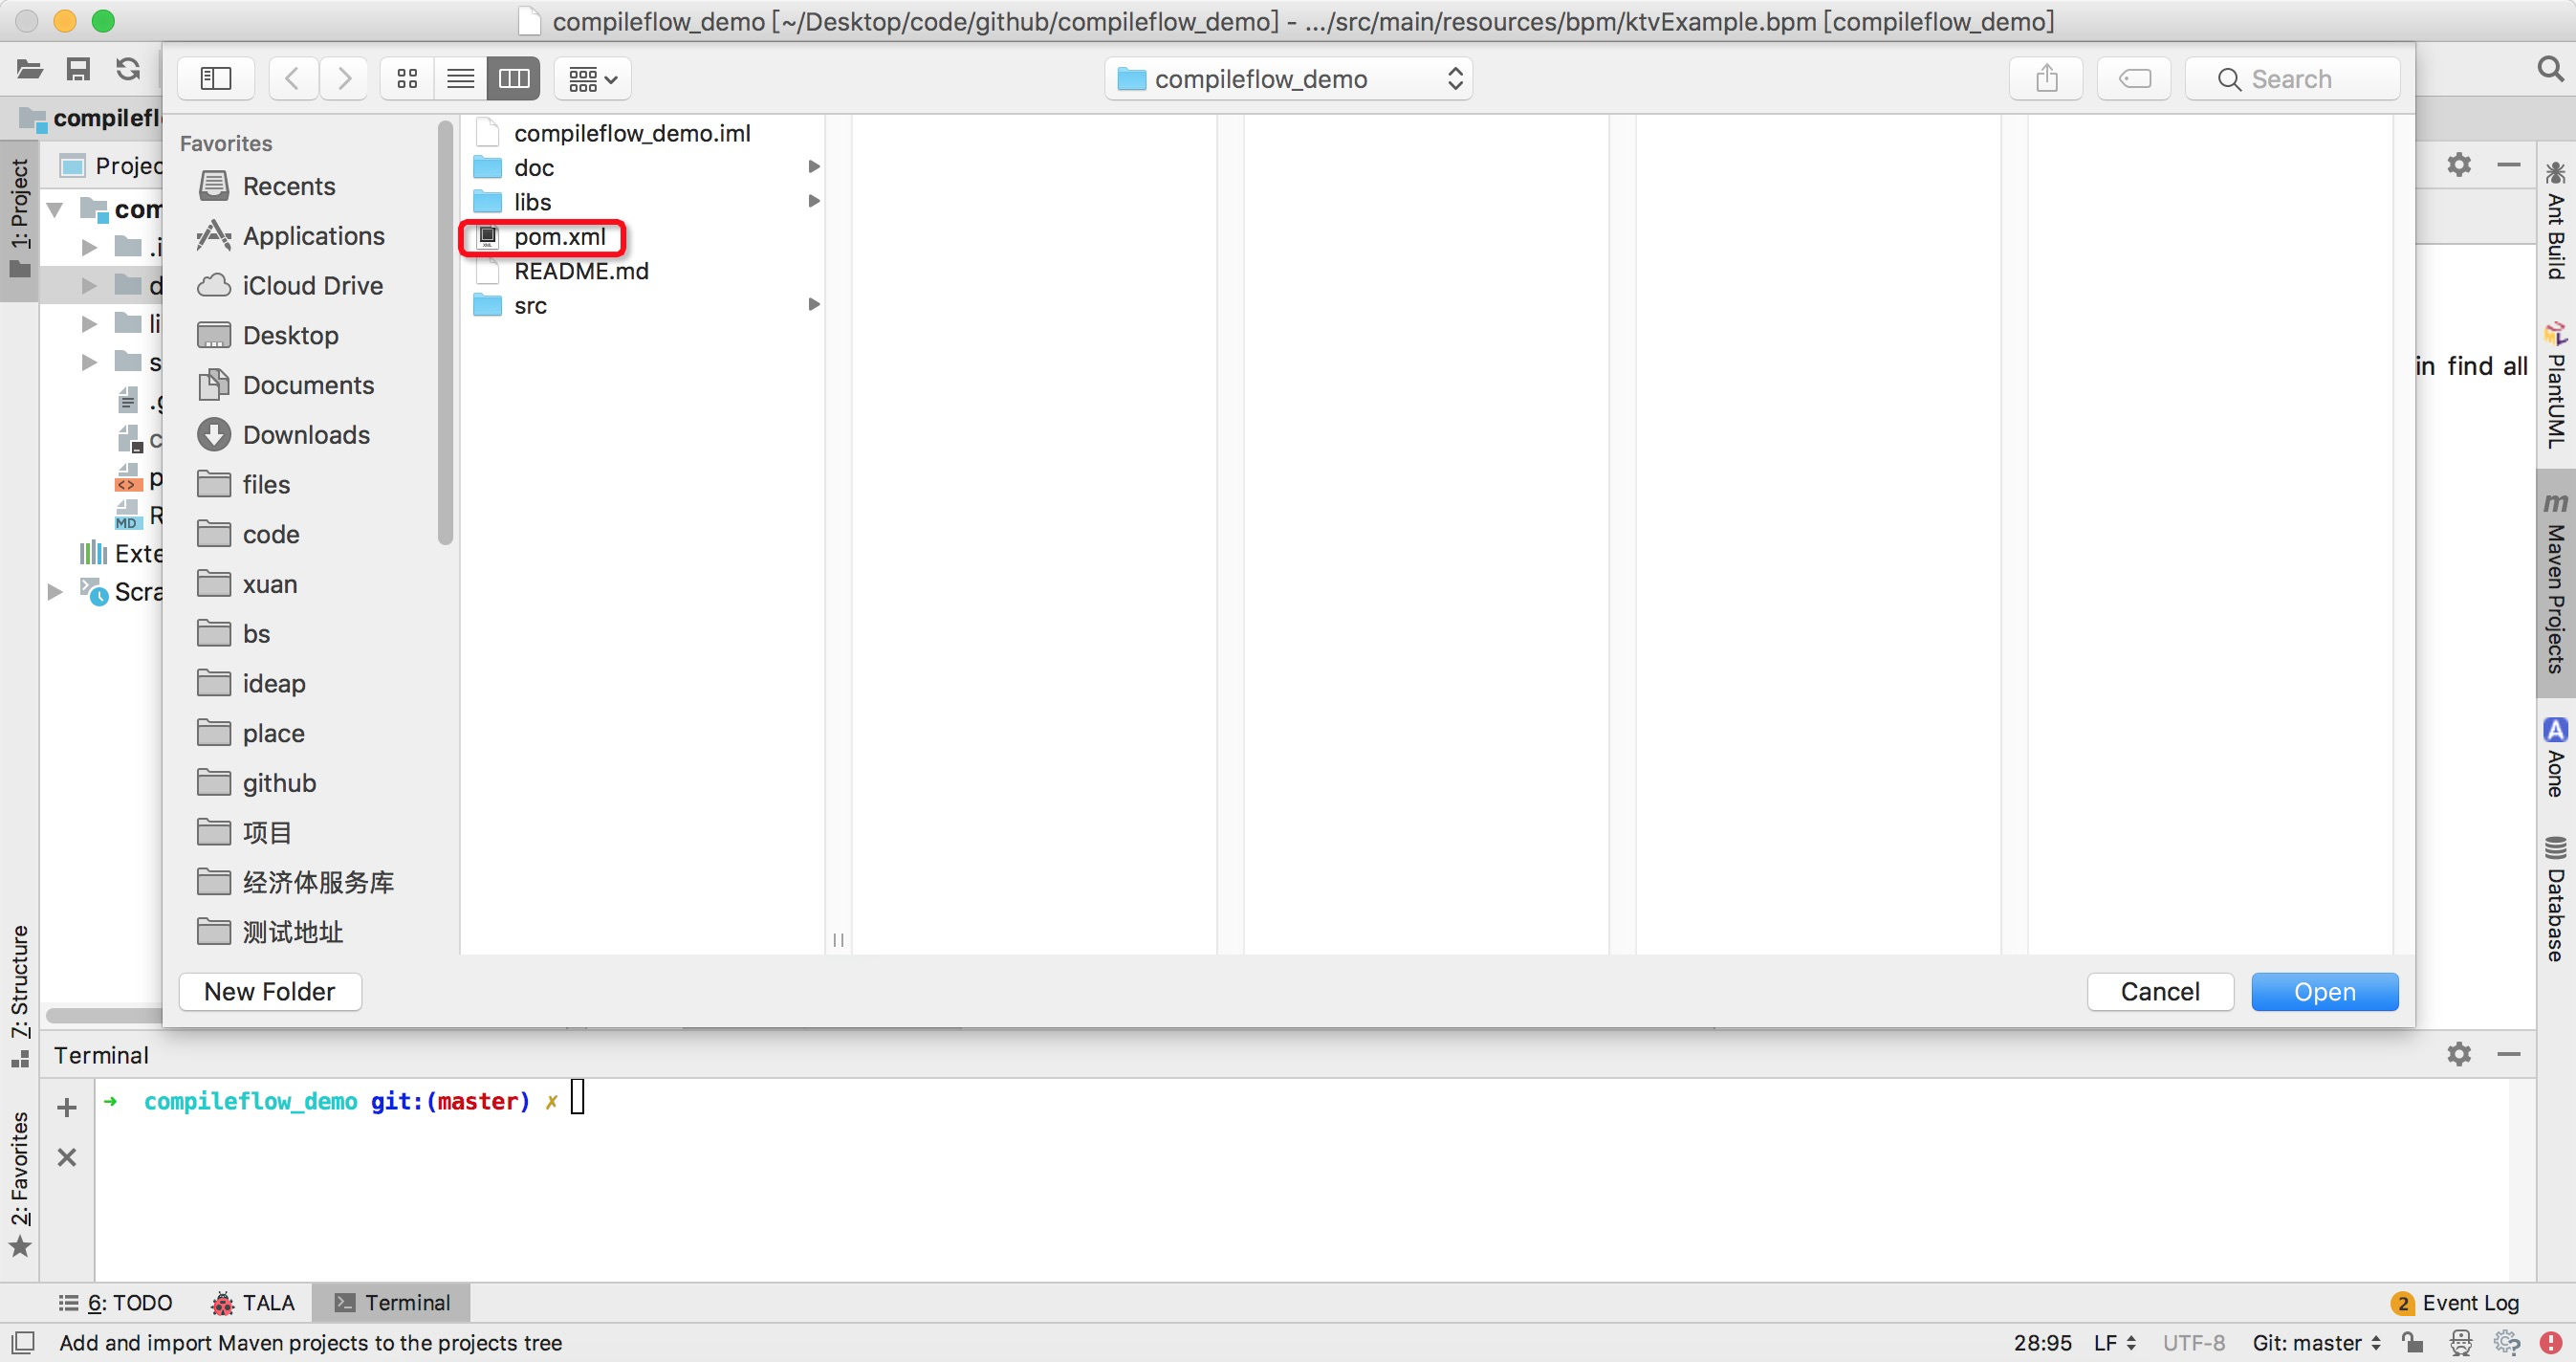 compileflow_demo [~/Desktop/code/github/compileflow_demo] - .../src/main/resources/bpm/ktvExample.bpm [compileflow_demo]
compileflow_demo
Search
compilefl
1: Project
Projec
com
.i
d
li
s
.g
c
p
MD R
Exte
Scra
7: Structure
2: Favorites
Favorites
Recents
Applications
iCloud Drive
Desktop
Documents
Downloads
files
code
xuan
bs
ideap
place
github
项目
经济体服务库
测试地址
compileflow_demo.iml
doc
libs
pom.xml
README.md
src
New Folder
Cancel
Open
in find all
Ant Build
PlantUML
m Maven Projects
A Aone
Database
Terminal
➜ compileflow_demo git:(master) ✗
6: TODO
TALA
Terminal
2 Event Log
Add and import Maven projects to the projects tree
28:95
LF
UTF-8
Git: master